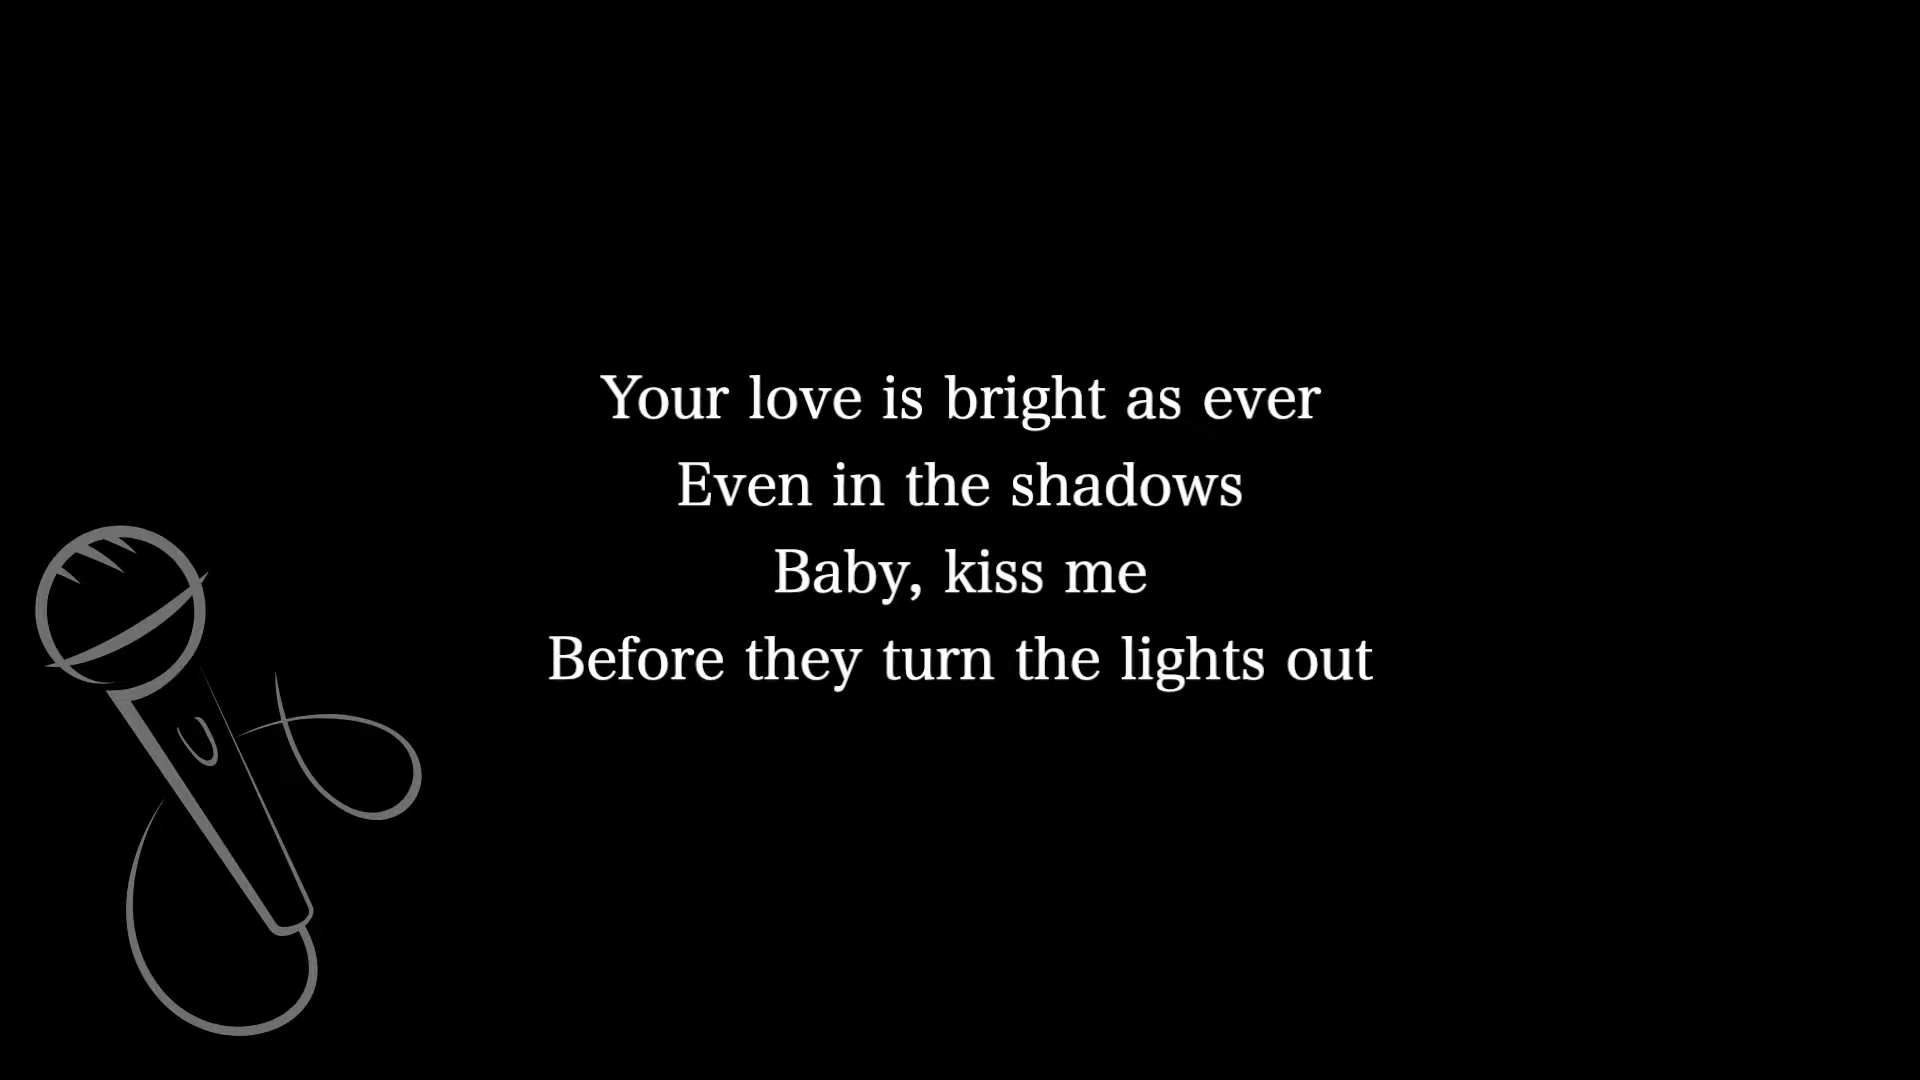 Your love is bright as ever
Even in the shadows
Baby, kiss me
Before they turn the lights out